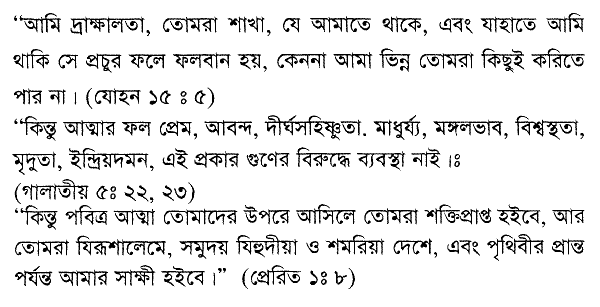 “আমি দ্রাক্ষালতা, তোমরা শাখা, যে আমাতে থাকে, এবং যাহাতে আমি
থাকি সে প্রচুর ফলে ফলবান হয়, কেননা আমা ভিন্ন তোমরা কিছুই করিতে
পার না। (যোহন ১৫ ঃ ৫)
“কিন্তু আত্মার ফল প্রেম, আবন্দ, দীর্ঘসহিষ্ণুতা. মাধুর্য্য, মঙ্গলভাব, বিশ্বস্থতা,
মৃদুতা, ইন্দ্রিয়দমন, এই প্রকার গুণের বিরুদ্ধে ব্যবস্থা নাই।ঃ
(গালাতীয় ৫ঃ ২২, ২৩)
“কিন্তু পবিত্র আত্মা তোমাদের উপরে আসিলে তোমরা শক্তিপ্রাপ্ত হইবে, আর
তোমরা যিরূশালেমে, সমুদয় যিহুদীয়া ও শমরিয়া দেশে, এবং পৃথিবীর প্রান্ত
পর্যন্ত আমার সাক্ষী হইবে।” (প্রেরিত ১ঃ ৮)